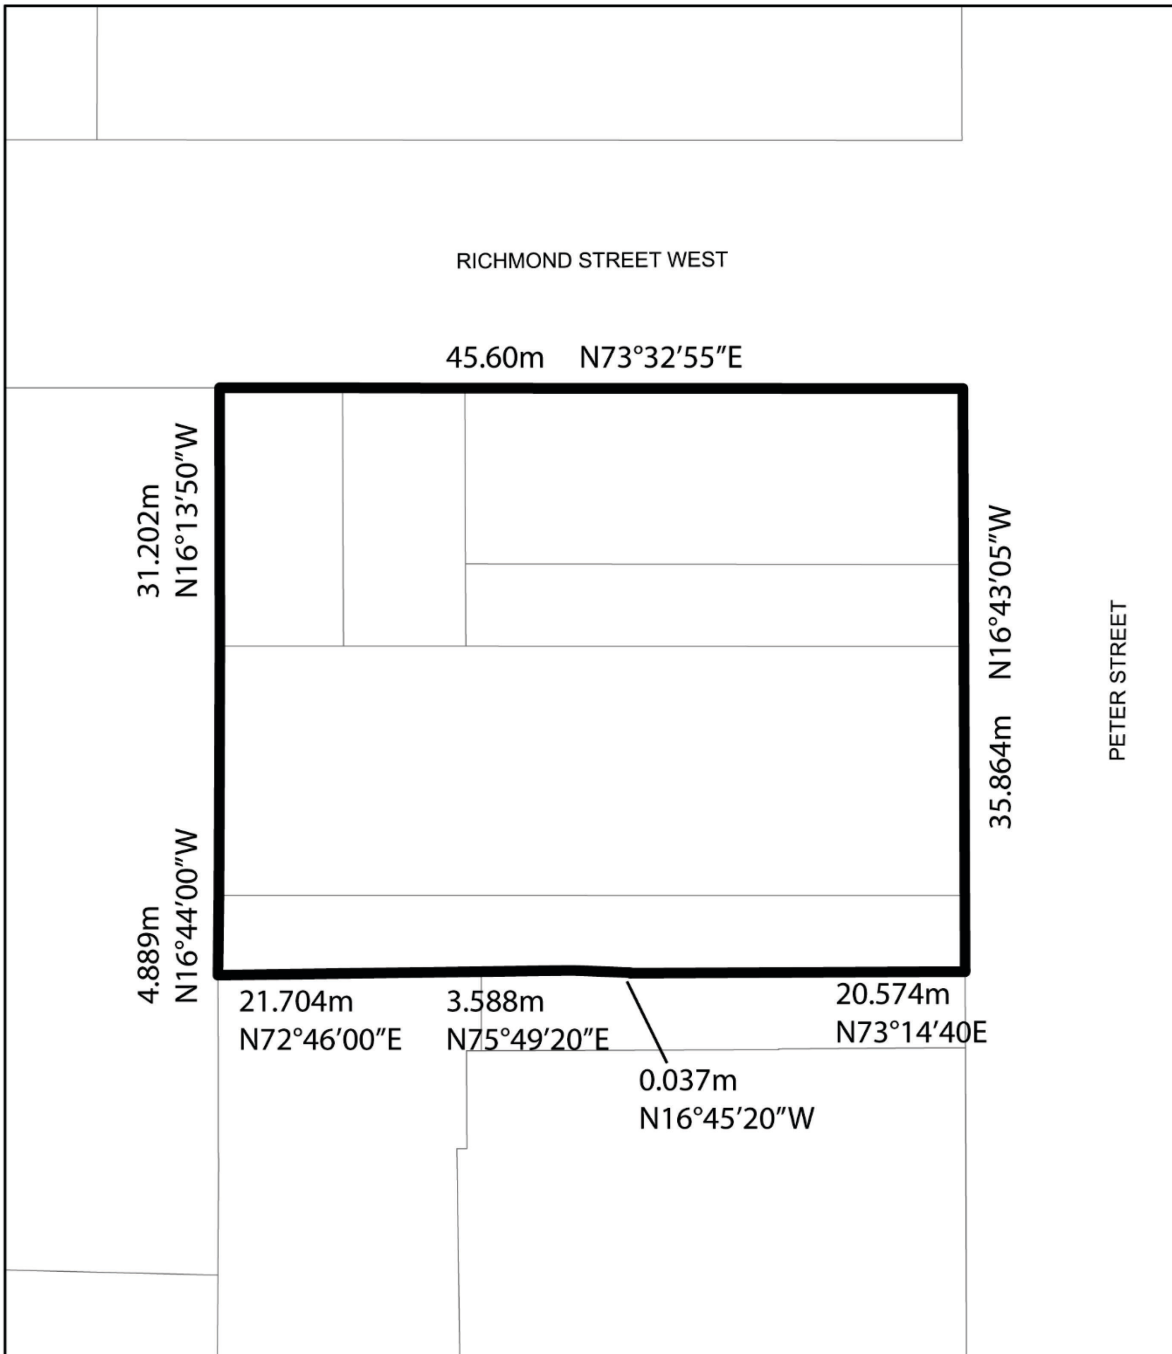 RICHMOND STREET WEST
45.60m N73°32′55″E
31.202m
N16°13′50″W
35.864m N16°43′05″W
PETER STREET
4.889m
N16°44′00″W
21.704m
N72°46′00″E
3.588m
N75°49′20″E
20.574m
N73°14′40E
0.037m
N16°45′20″W